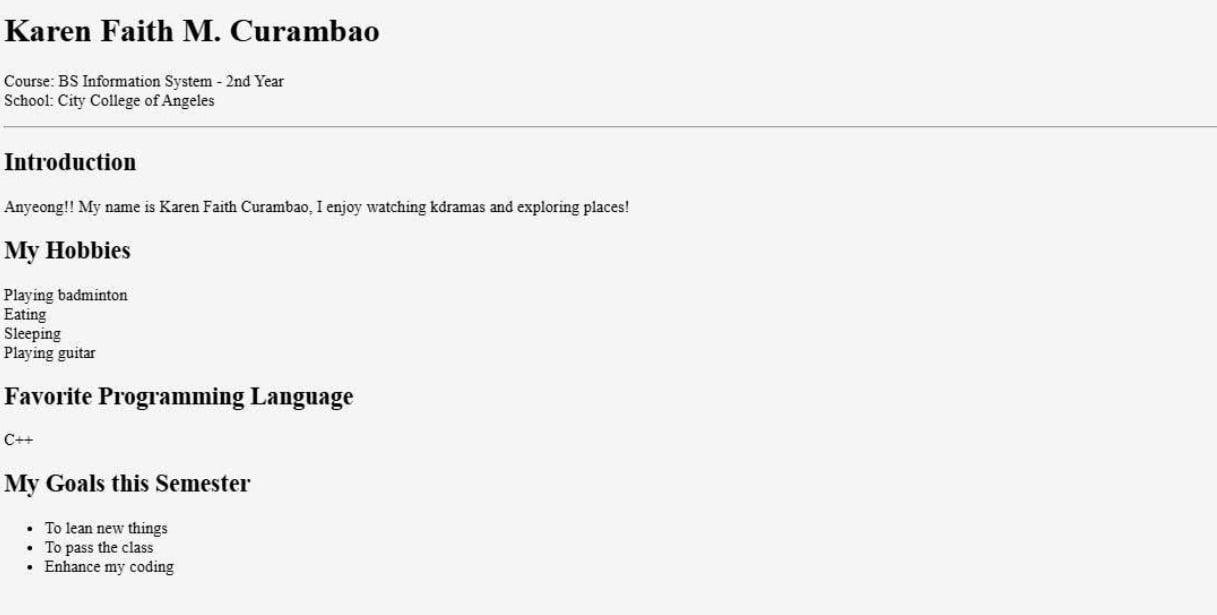 Karen Faith M. Curambao
Course: BS Information System - 2nd Year
School: City College of Angeles
Introduction
Anyeong!! My name is Karen Faith Curambao, I enjoy watching kdramas and exploring places!
My Hobbies
Playing badminton
Eating
Sleeping
Playing guitar
Favorite Programming Language
C++
My Goals this Semester
• To lean new things
• To pass the class
• Enhance my coding